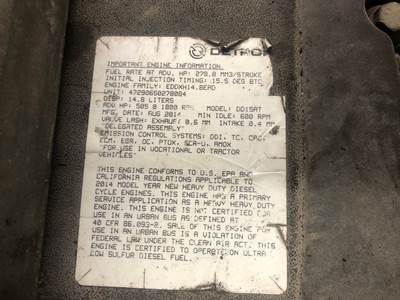 DETROIT
IMPORTANT ENGINE INFORMATION
FUEL RATE AT ADV. HP: 270.0 MM3/STROKE
INITIAL INJECTION TIMING: 15.5 DEG BTC
ENGINE FAMILY: EDDXH14.8EAD
UNIT: 472906S0278084
DISP: 14.8 LITERS
ADV. HP: 505 @ 1800 RPM MODEL: DD15AT
MFG. DATE: AUG 2014 MIN IDLE: 600 RPM
VALVE LASH: EXHAUST 0.6 MM INTAKE 0.4 MM
"DELEGATED ASSEMBLY"
EMISSION CONTROL SYSTEMS: DDI, TC, CAC,
ECM, EGR, OC, PTOX, SCR-U, AMOX
"FOR USE IN VOCATIONAL OR TRACTOR
VEHICLES"
THIS ENGINE CONFORMS TO U.S. EPA AND
CALIFORNIA REGULATIONS APPLICABLE TO
2014 MODEL YEAR NEW HEAVY DUTY DIESEL
CYCLE ENGINES. THIS ENGINE HAS A PRIMARY
SERVICE APPLICATION AS A HEAVY HEAVY DUTY
ENGINE. THIS ENGINE IS NOT CERTIFIED FOR
USE IN AN URBAN BUS AS DEFINED AT
40 CFR 86.093-2. SALE OF THIS ENGINE FOR
USE IN AN URBAN BUS IS A VIOLATION OF
FEDERAL LAW UNDER THE CLEAN AIR ACT. THIS
ENGINE IS CERTIFIED TO OPERATE ON ULTRA
LOW SULFUR DIESEL FUEL.